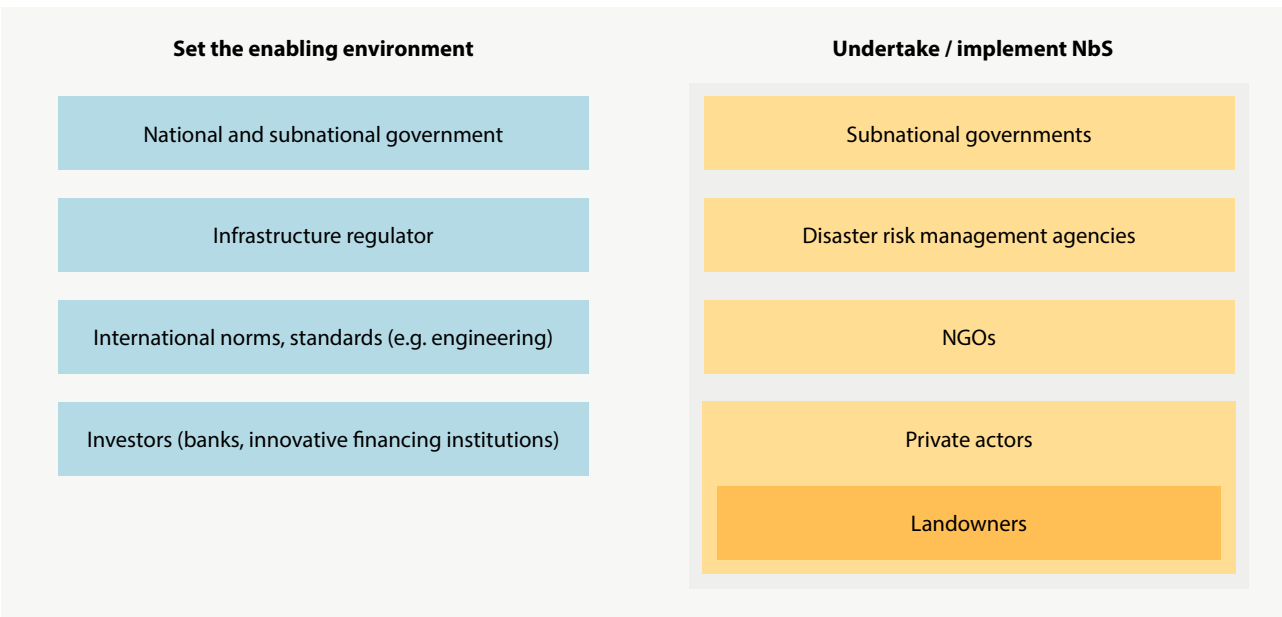 Set the enabling environment
National and subnational government
Infrastructure regulator
International norms, standards (e.g. engineering)
Investors (banks, innovative financing institutions)
Undertake / implement NbS
Subnational governments
Disaster risk management agencies
NGOs
Private actors
Landowners